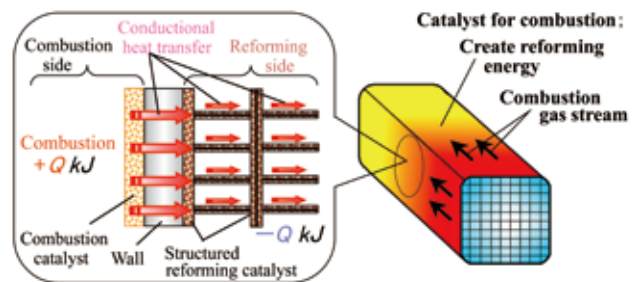 Combustion
side
Conductional
heat transfer
Reforming
side
Combustion
+Q kJ
Combustion
catalyst
Wall
Structured
reforming catalyst
−Q kJ
Catalyst for combustion:
Create reforming
energy
Combustion
gas stream